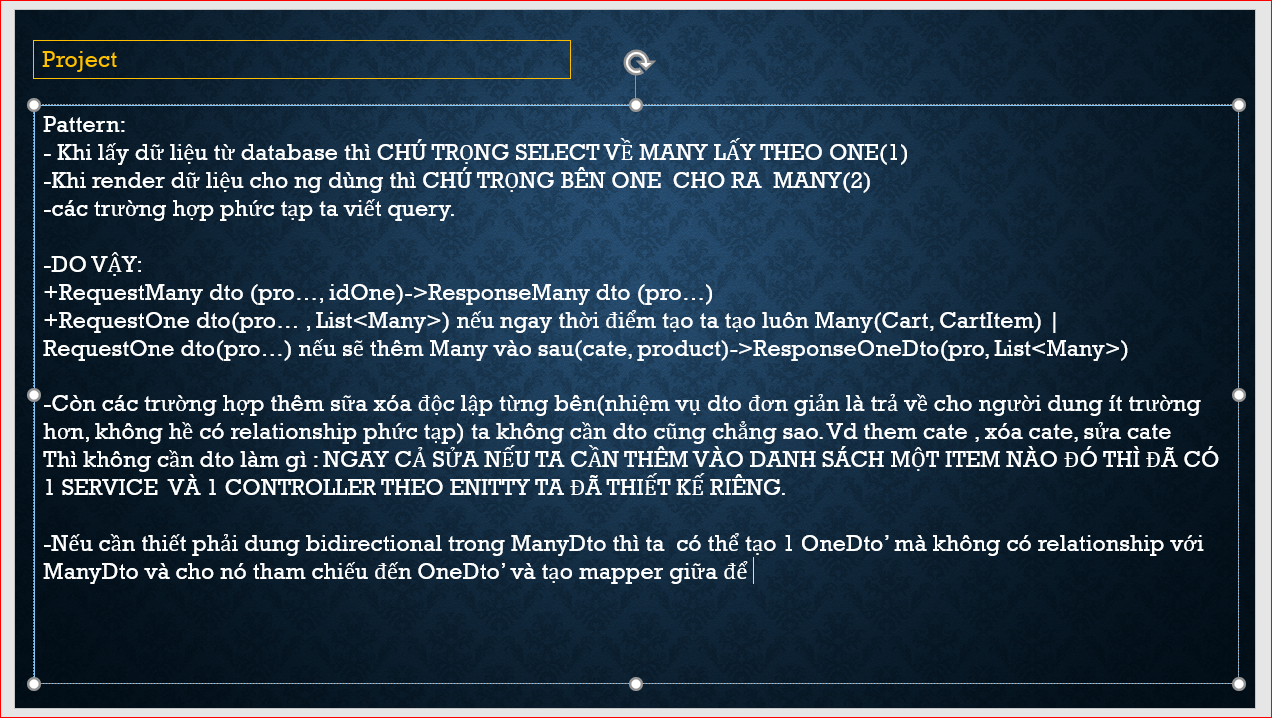 Project
Pattern:
- Khi lấy dữ liệu từ database thì CHÚ TRỌNG SELECT VỀ MANY LẤY THEO ONE(1)
-Khi render dữ liệu cho ng dùng thì CHÚ TRỌNG BÊN ONE  CHO RA  MANY(2)
-các trường hợp phức tạp ta viết query.
-DO VẬY:
+RequestMany dto (pro…, idOne)->ResponseMany dto (pro…)
+RequestOne dto(pro… , List<Many>) nếu ngay thời điểm tạo ta tạo luôn Many(Cart, CartItem) |
RequestOne dto(pro…) nếu sẽ thêm Many vào sau(cate, product)->ResponseOneDto(pro, List<Many>)
-Còn các trường hợp thêm sữa xóa độc lập từng bên(nhiệm vụ dto đơn giản là trả về cho người dung ít trường
hơn, không hề có relationship phức tạp) ta không cần dto cũng chẳng sao. Vd them cate , xóa cate, sửa cate
Thì không cần dto làm gì : NGAY CẢ SỬA NẾU TA CẦN THÊM VÀO DANH SÁCH MỘT ITEM NÀO ĐÓ THÌ ĐÃ CÓ
1 SERVICE  VÀ 1 CONTROLLER THEO ENITTY TA ĐÃ THIẾT KẾ RIÊNG.
-Nếu cần thiết phải dung bidirectional trong ManyDto thì ta  có thể tạo 1 OneDto’ mà không có relationship với
ManyDto và cho nó tham chiếu đến OneDto’ và tạo mapper giữa để